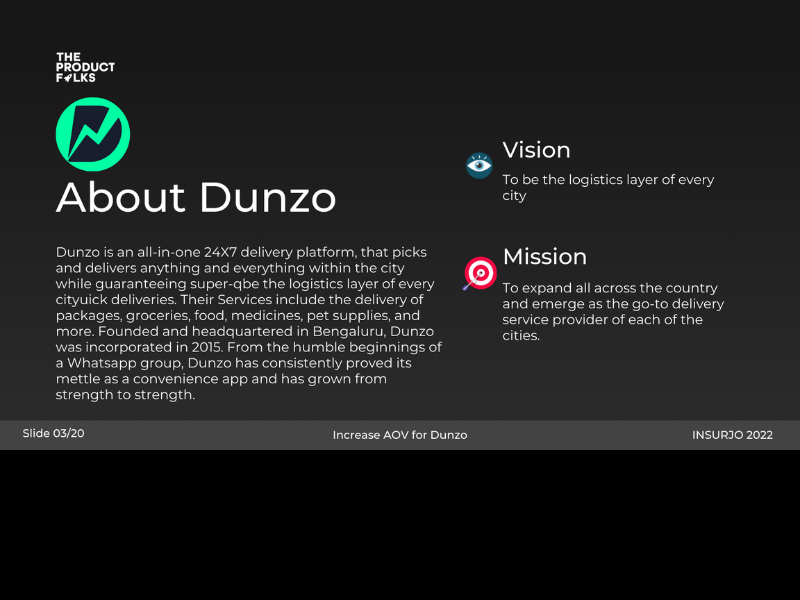 THE
PRODUCT
FOLKS
About Dunzo
Dunzo is an all-in-one 24X7 delivery platform, that picks
and delivers anything and everything within the city
while guaranteeing super-qbe the logistics layer of every
cityuick deliveries. Their Services include the delivery of
packages, groceries, food, medicines, pet supplies, and
more. Founded and headquartered in Bengaluru, Dunzo
was incorporated in 2015. From the humble beginnings of
a Whatsapp group, Dunzo has consistently proved its
mettle as a convenience app and has grown from
strength to strength.
Vision
To be the logistics layer of every
city
Mission
To expand all across the country
and emerge as the go-to delivery
service provider of each of the
cities.
Slide 03/20
Increase AOV for Dunzo
INSURJO 2022